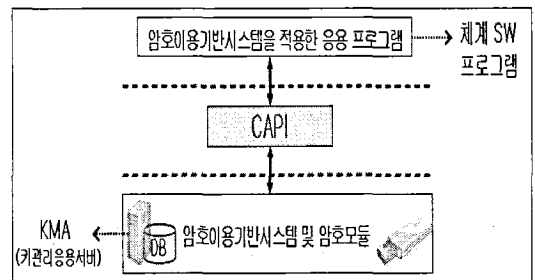 암호이용기반시스템을 적용한 응용 프로그램
체계 SW
프로그램
CAPI
KMA
(키관리응용서버)
DB
암호이용기반시스템 및 암호모듈